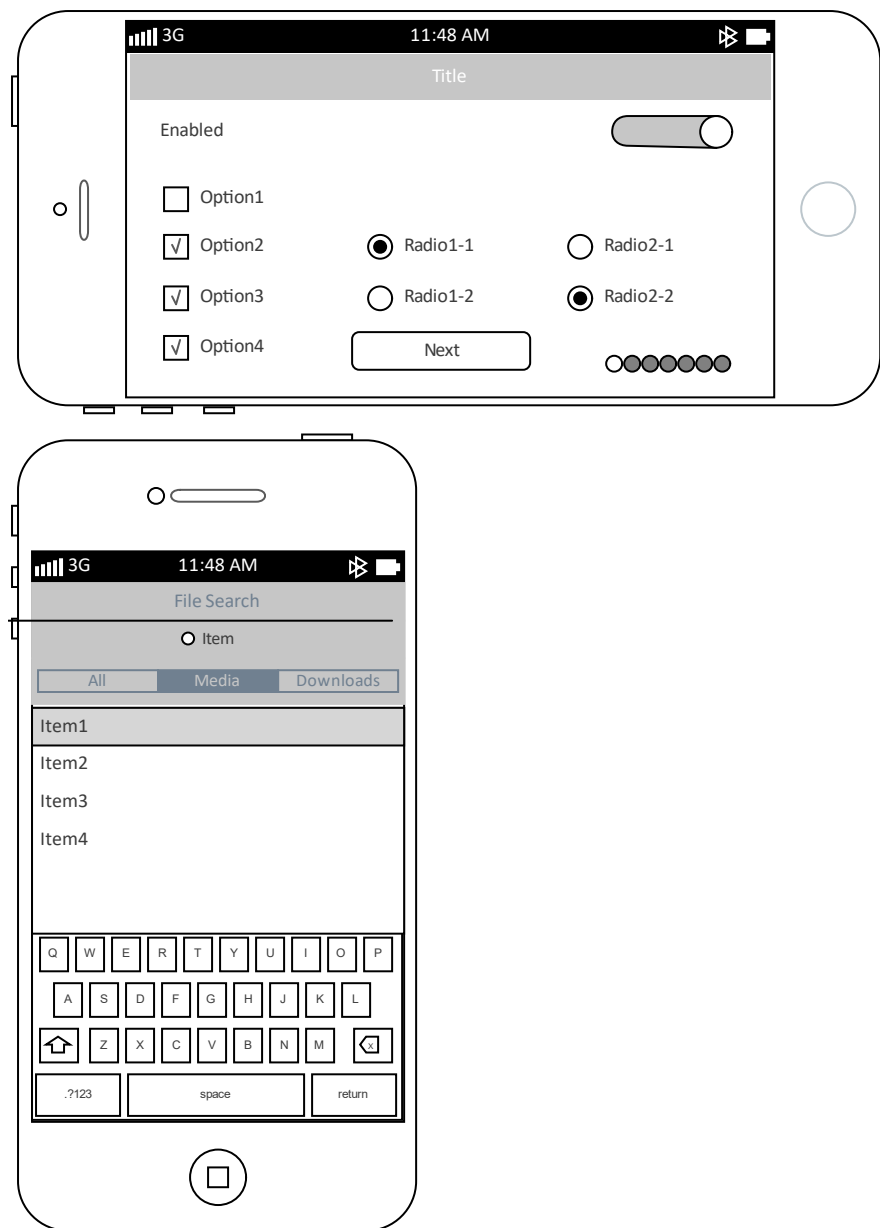 3G 11:48 AM
Title
Enabled
Option1
Option2 Radio1-1 Radio2-1
Option3 Radio1-2 Radio2-2
Option4 Next
3G 11:48 AM
File Search
Item
All Media Downloads
Item1
Item2
Item3
Item4
Q W E R T Y U I O P
A S D F G H J K L
Z X C V B N M x
.?123 space return